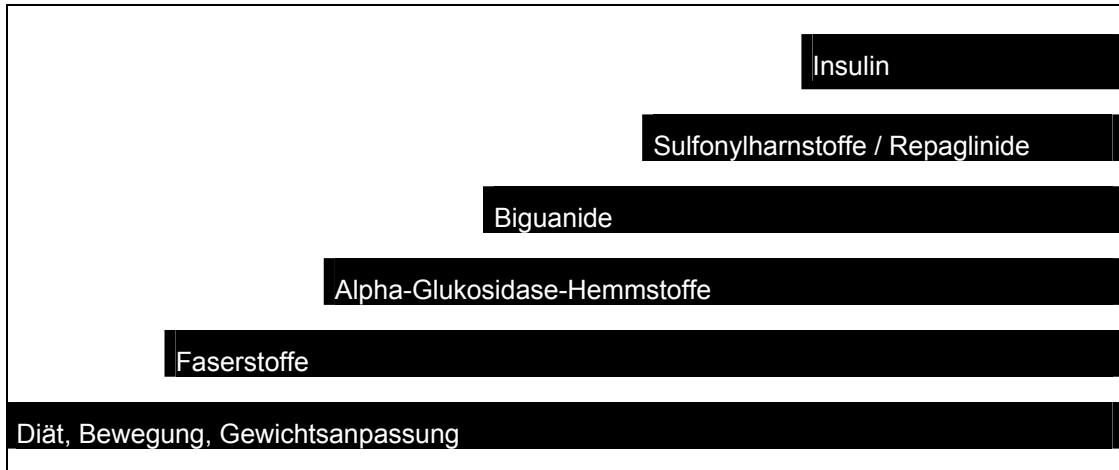 Insulin
Sulfonylharnstoffe / Repaglinide
Biguanide
Alpha-Glukosidase-Hemmstoffe
Faserstoffe
Diät, Bewegung, Gewichtsanpassung